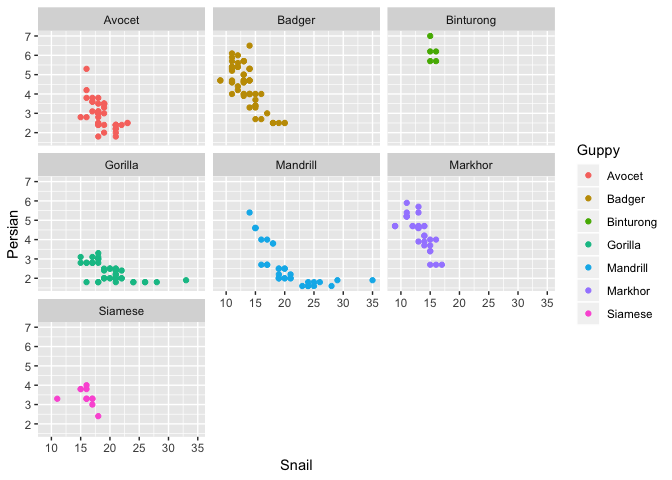 Avocet Badger Binturong
7
6
5
4
3
2
Gorilla Mandrill Markhor
7
6
5
4
3
2
10 15 20 25 30 35 10 15 20 25 30 35
Siamese
7
6
5
4
3
2
10 15 20 25 30 35
Snail
Persian
Guppy
Avocet
Badger
Binturong
Gorilla
Mandrill
Markhor
Siamese